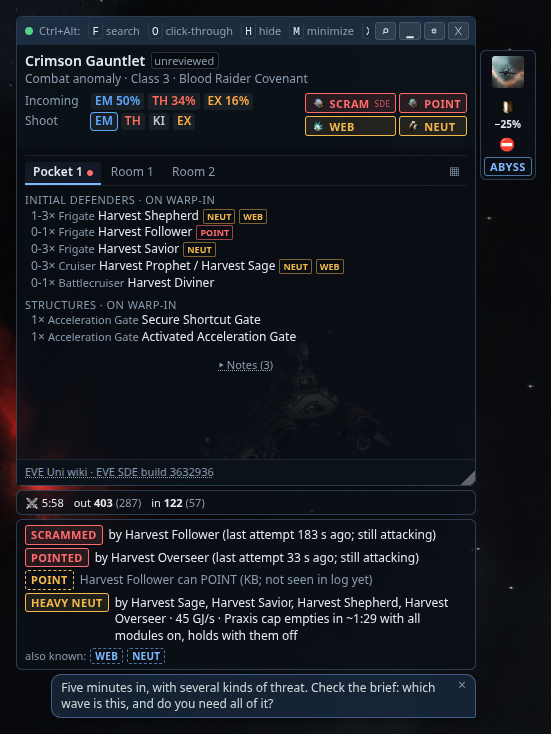 Ctrl+Alt: F search O click-through H hide M minimize
X
Crimson Gauntlet unreviewed
Combat anomaly · Class 3 · Blood Raider Covenant
Incoming EM 50% TH 34% EX 16%
SCRAM SDE POINT
Shoot EM TH KI EX
WEB NEUT
−25%
ABYSS
Pocket 1 Room 1 Room 2
INITIAL DEFENDERS · ON WARP-IN
1-3× Frigate Harvest Shepherd NEUT WEB
0-1× Frigate Harvest Follower POINT
0-3× Frigate Harvest Savior NEUT
0-3× Cruiser Harvest Prophet / Harvest Sage NEUT WEB
0-1× Battlecruiser Harvest Diviner
STRUCTURES · ON WARP-IN
1× Acceleration Gate Secure Shortcut Gate
1× Acceleration Gate Activated Acceleration Gate
▸ Notes (3)
EVE Uni wiki · EVE SDE build 3632936
⚔ 5:58 out 403 (287) in 122 (57)
SCRAMMED by Harvest Follower (last attempt 183 s ago; still attacking)
POINTED by Harvest Overseer (last attempt 33 s ago; still attacking)
POINT Harvest Follower can POINT (KB; not seen in log yet)
HEAVY NEUT by Harvest Sage, Harvest Savior, Harvest Shepherd, Harvest
Overseer · 45 GJ/s · Praxis cap empties in ~1:29 with all
modules on, holds with them off
also known: WEB NEUT
Five minutes in, with several kinds of threat. Check the brief: which
wave is this, and do you need all of it?
×